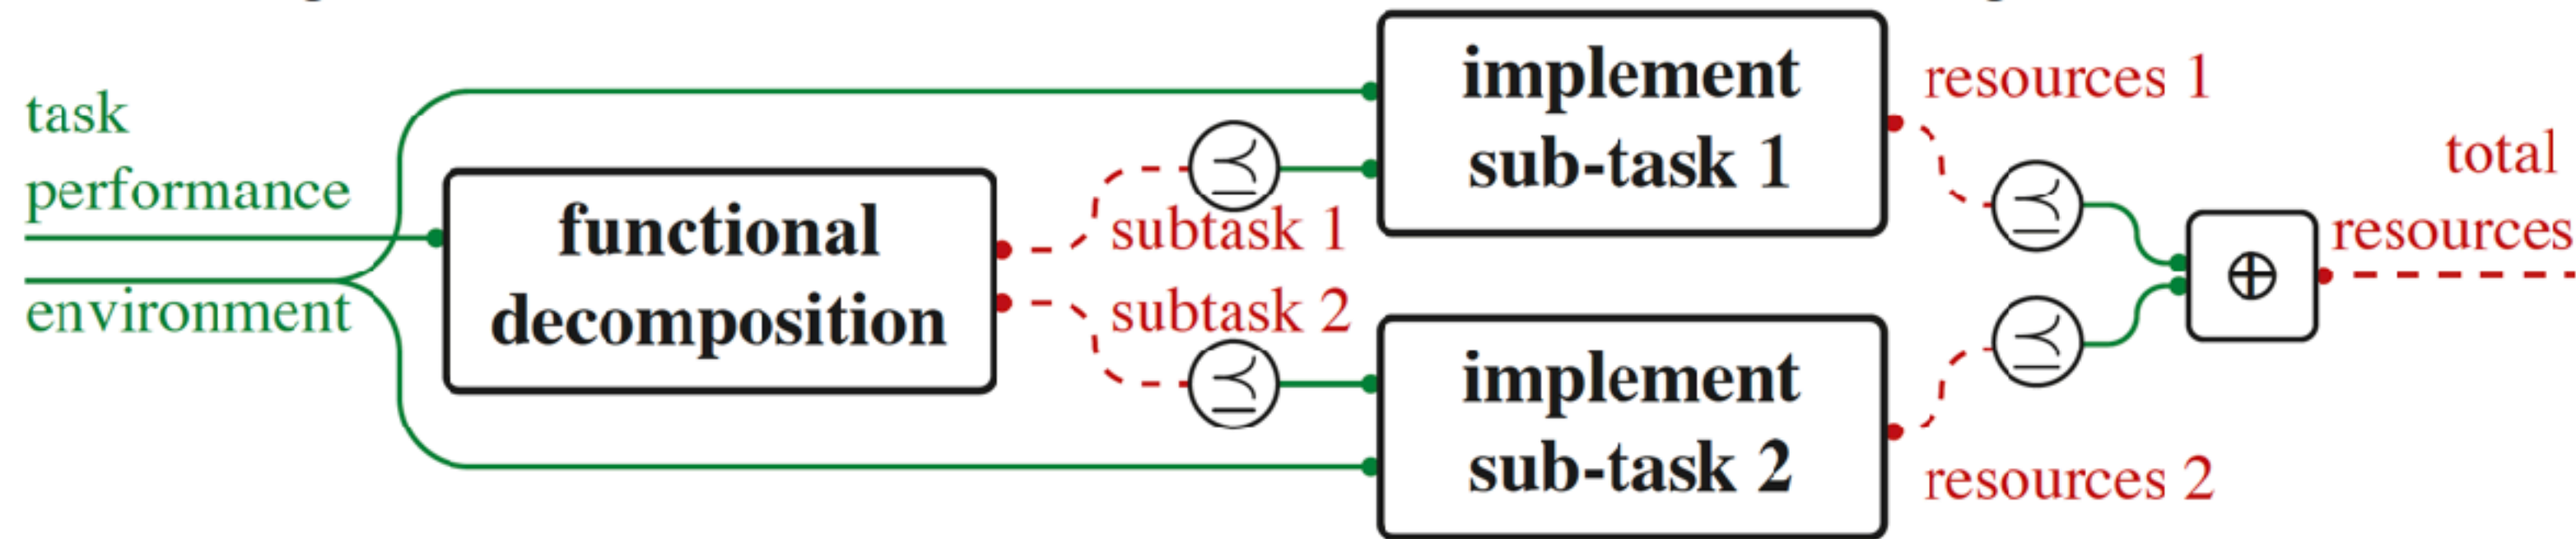 task
performance
environment
functional
decomposition
subtask 1
subtask 2
⪯
⪯
implement
sub-task 1
implement
sub-task 2
resources 1
resources 2
⪯
⪯
⊕
total
resources